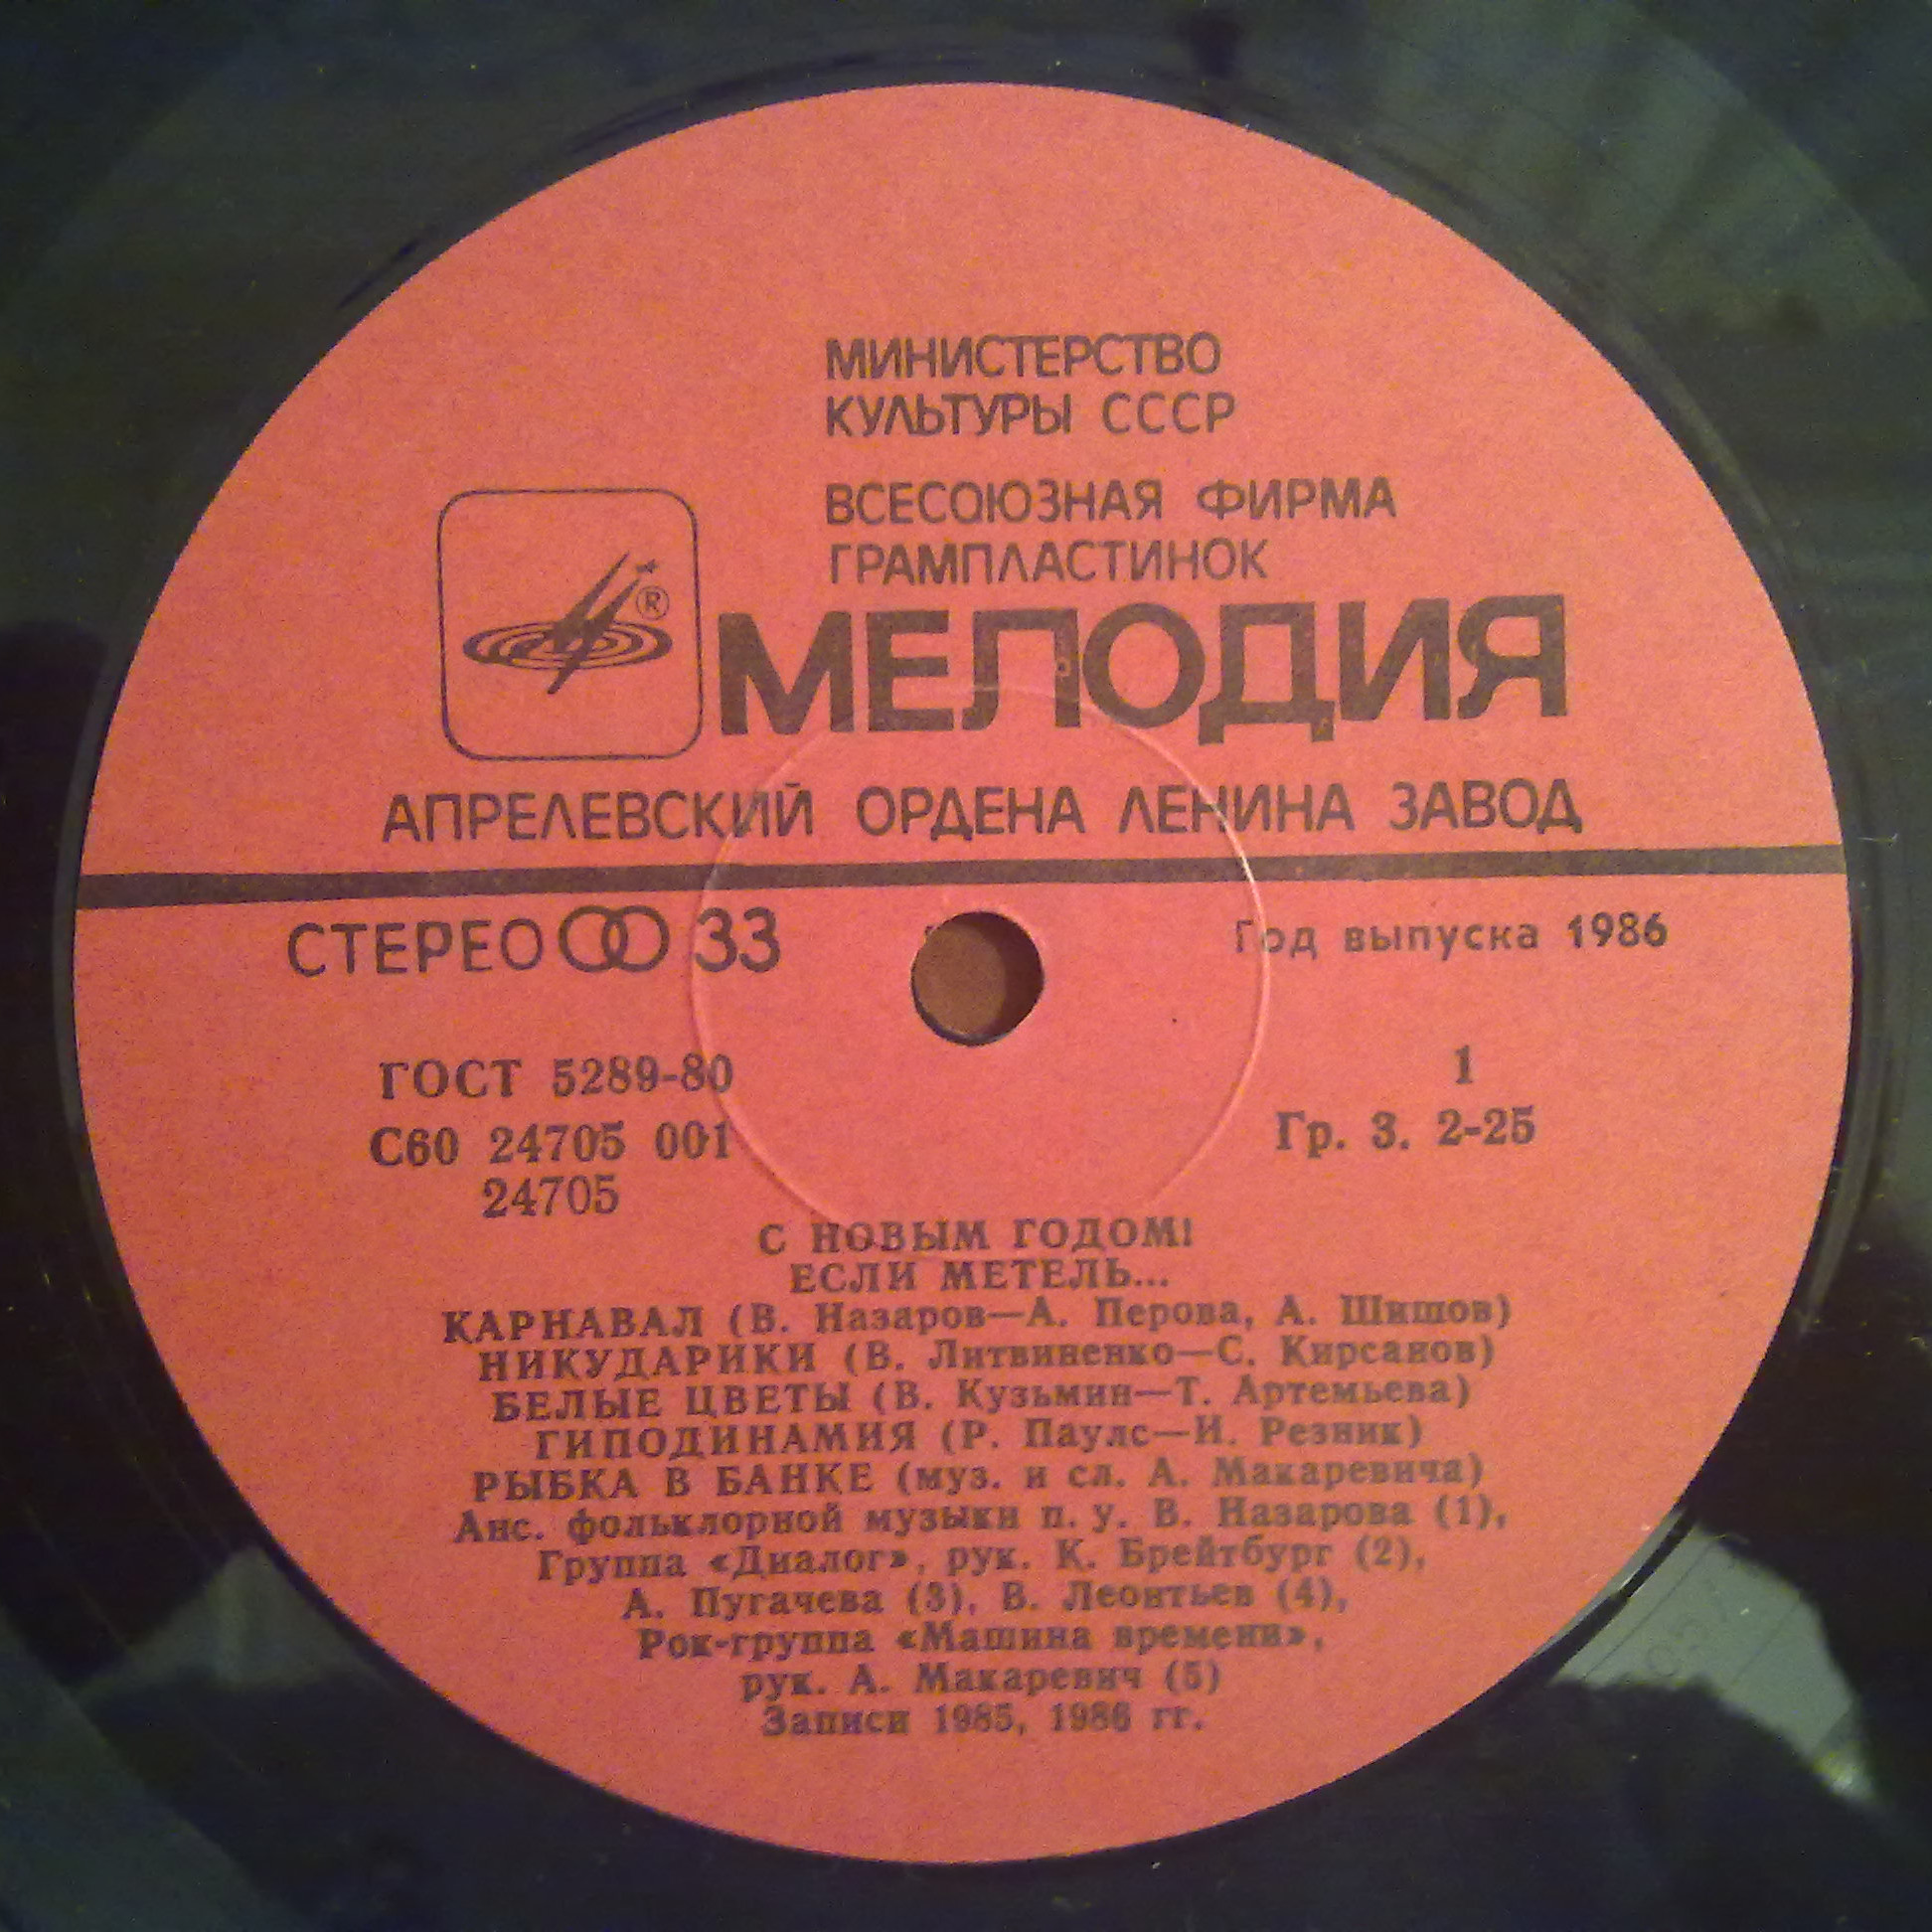 МИНИСТЕРСТВО
КУЛЬТУРЫ СССР
ВСЕСОЮЗНАЯ ФИРМА
ГРАМПЛАСТИНОК
®
МЕЛОДИЯ
АПРЕЛЕВСКИЙ ОРДЕНА ЛЕНИНА ЗАВОД
СТЕРЕО 33
Год выпуска 1986
ГОСТ 5289-80
1
С60 24705 001
Гр. 3. 2-25
24705
С НОВЫМ ГОДОМ!
ЕСЛИ МЕТЕЛЬ...
КАРНАВАЛ (В. Назаров—А. Перова, А. Шишов)
НИКУДАРИКИ (В. Литвиненко—С. Кирсанов)
БЕЛЫЕ ЦВЕТЫ (В. Кузьмин—Т. Артемьева)
ГИПОДИНАМИЯ (Р. Паулс—И. Резник)
РЫБКА В БАНКЕ (муз. и сл. А. Макаревича)
Анс. фольклорной музыки п. у. В. Назарова (1),
Группа «Диалог», рук. К. Брейтбург (2),
А. Пугачева (3), В. Леонтьев (4),
Рок-группа «Машина времени»,
рук. А. Макаревич (5)
Записи 1985, 1986 гг.